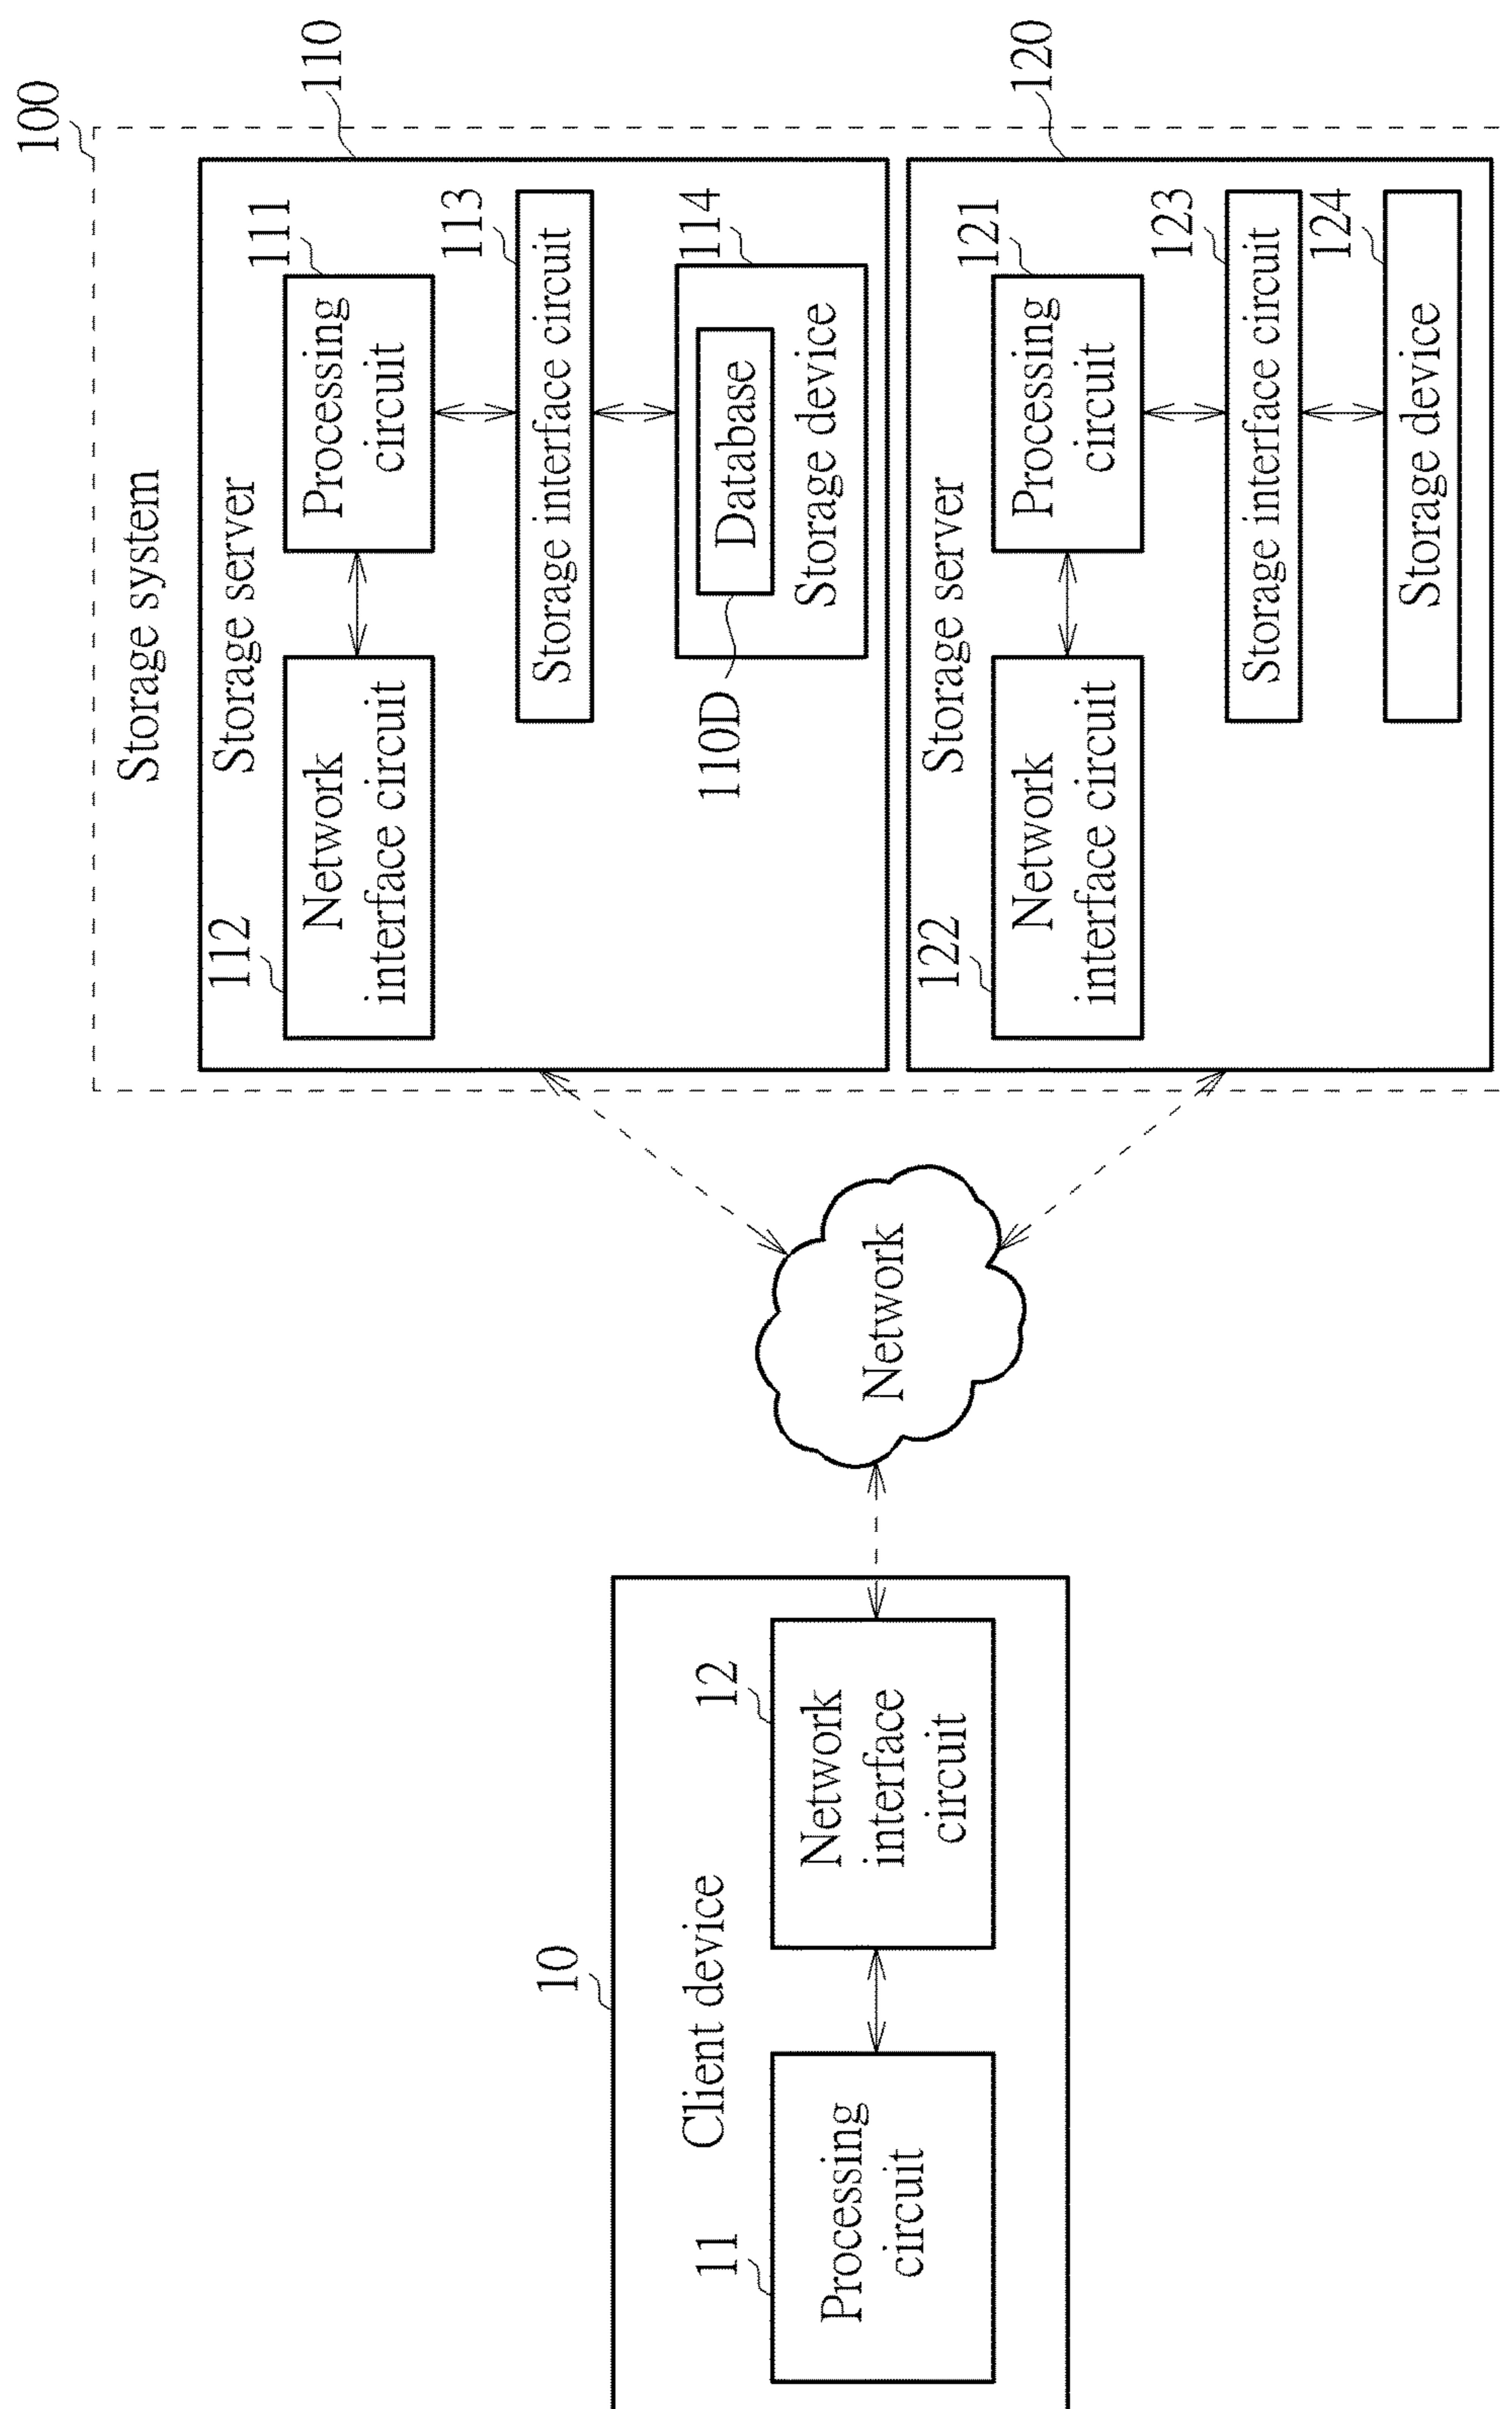 100
Storage system
110
Storage server
112
Network
interface circuit
111
Processing
circuit
113
Storage interface circuit
114
Database
Storage device
110D
120
Storage server
122
Network
interface circuit
121
Processing
circuit
123
Storage interface circuit
124
Storage device
Network
10
Client device
11
Processing
circuit
12
Network
interface
circuit